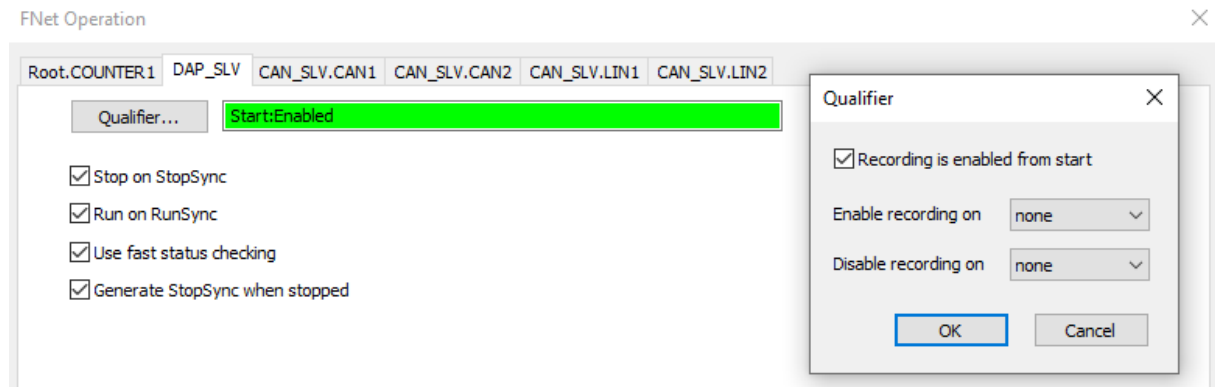 FNet Operation
Root.COUNTER1 DAP_SLV CAN_SLV.CAN1 CAN_SLV.CAN2 CAN_SLV.LIN1 CAN_SLV.LIN2
Qualifier... Start:Enabled
Stop on StopSync
Run on RunSync
Use fast status checking
Generate StopSync when stopped
Qualifier
Recording is enabled from start
Enable recording on none
Disable recording on none
OK Cancel